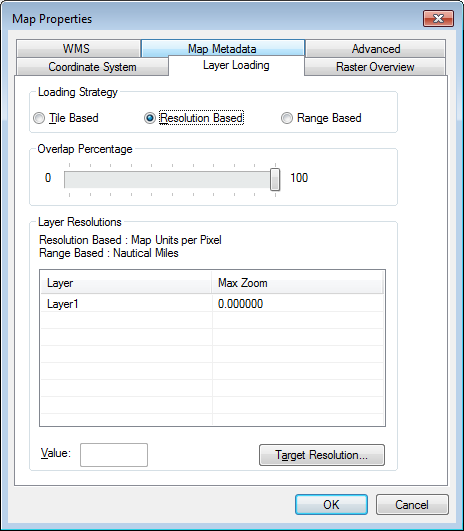 Map Properties
WMS Map Metadata Advanced
Coordinate System Layer Loading Raster Overview
Loading Strategy
Tile Based Resolution Based Range Based
Overlap Percentage
0 100
Layer Resolutions
Resolution Based : Map Units per Pixel
Range Based : Nautical Miles
Layer Max Zoom
Layer1 0.000000
Value: Target Resolution...
OK Cancel